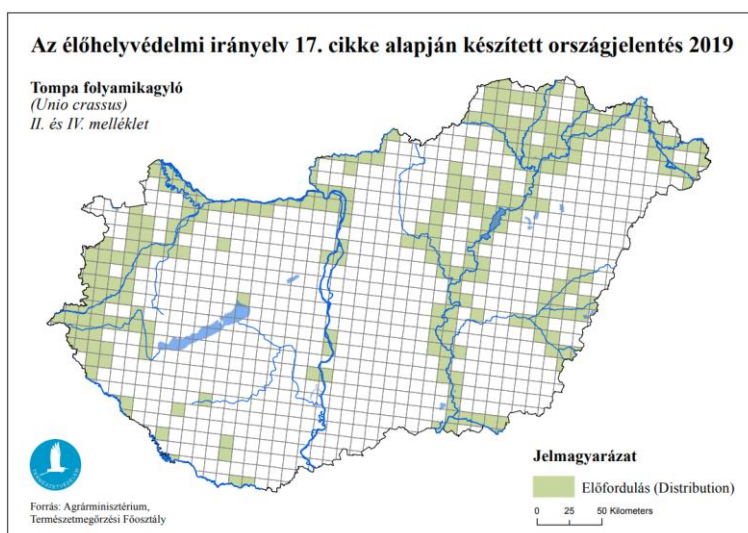 Az élőhelyvédelmi irányelv 17. cikke alapján készített országjelentés 2019
Tompa folyamikagyló
(Unio crassus)
II. és IV. melléklet
Jelmagyarázat
Előfordulás (Distribution)
0 25 50 Kilometers
TERMÉSZETVÉDELEM
Forrás: Agrárminisztérium,
Természetmegőrzési Főosztály